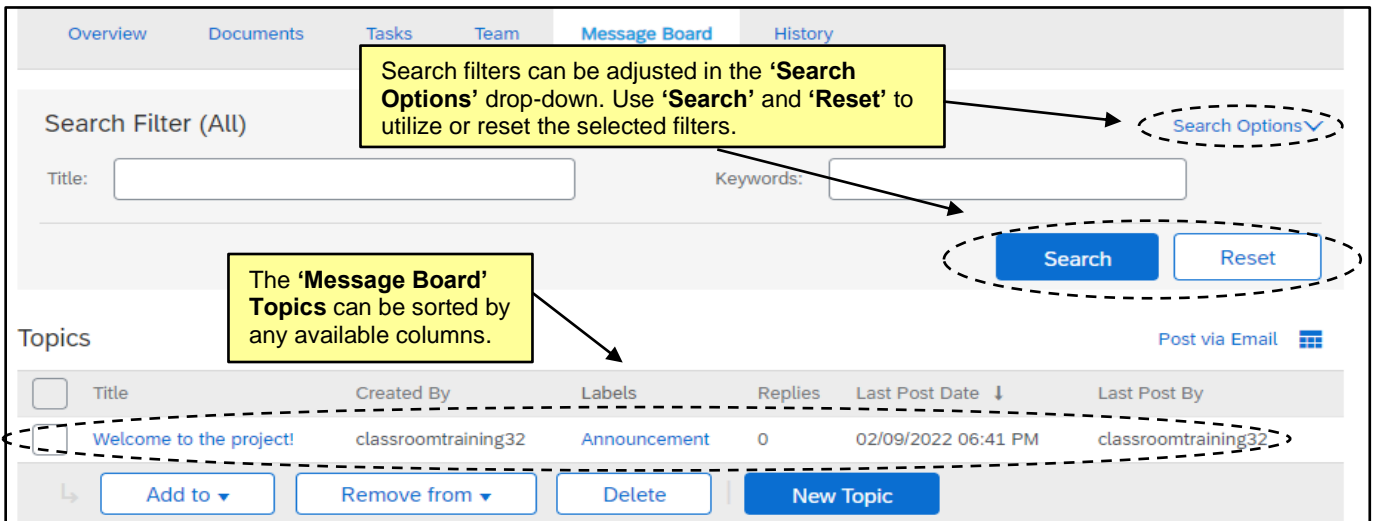 Overview Documents Tasks Team Message Board History
Search filters can be adjusted in the ‘Search
Options’ drop-down. Use ‘Search’ and ‘Reset’ to
utilize or reset the selected filters.
Search Filter (All)
Search Options
Title:
Keywords:
Search Reset
The ‘Message Board’
Topics can be sorted by
any available columns.
Topics
Post via Email
Title Created By Labels Replies Last Post Date ↓ Last Post By
Welcome to the project! classroomtraining32 Announcement 0 02/09/2022 06:41 PM classroomtraining32
Add to ▾ Remove from ▾ Delete New Topic